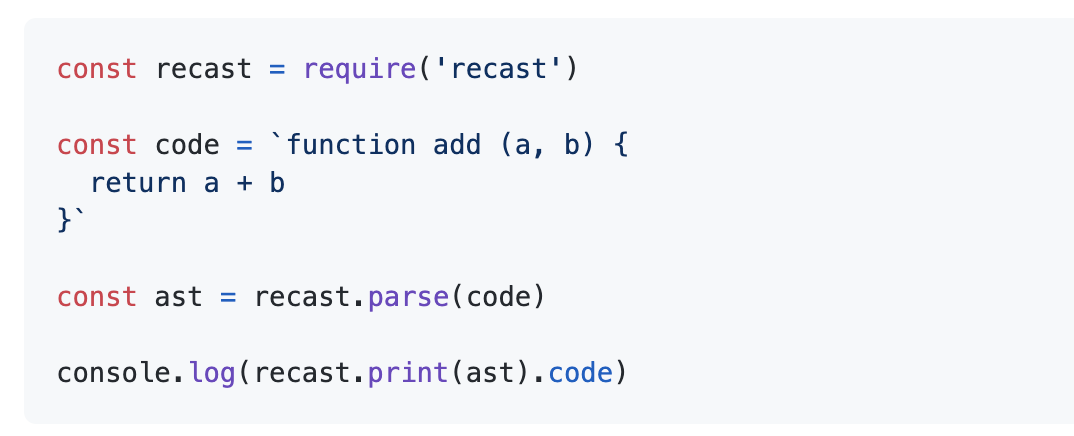 const recast = require('recast')

const code = `function add (a, b) {
  return a + b
}`

const ast = recast.parse(code)

console.log(recast.print(ast).code)